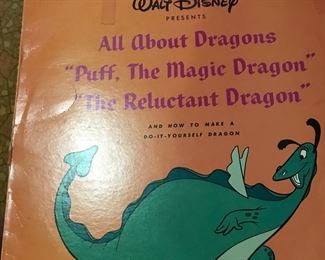 WALT DISNEY
PRESENTS
All About Dragons
"Puff, The Magic Dragon"
"The Reluctant Dragon"
AND HOW TO MAKE A
DO-IT-YOURSELF DRAGON